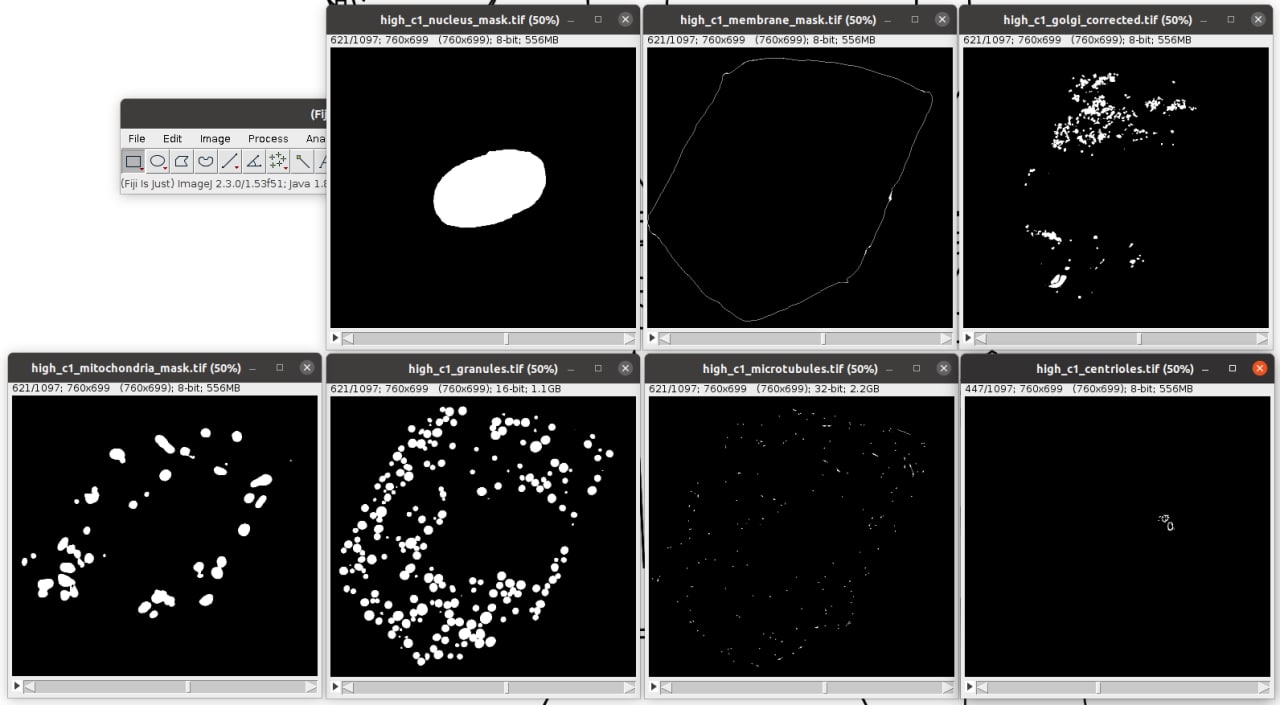 high_c1_nucleus_mask.tif (50%)
621/1097; 760x699 (760x699); 8-bit; 556MB
high_c1_membrane_mask.tif (50%)
621/1097; 760x699 (760x699); 8-bit; 556MB
high_c1_golgi_corrected.tif (50%)
621/1097; 760x699 (760x699); 8-bit; 556MB
(Fij
File Edit Image Process Ana
(Fiji Is Just) ImageJ 2.3.0/1.53f51; Java 1.8
high_c1_mitochondria_mask.tif (50%)
621/1097; 760x699 (760x699); 8-bit; 556MB
high_c1_granules.tif (50%)
621/1097; 760x699 (760x699); 16-bit; 1.1GB
high_c1_microtubules.tif (50%)
621/1097; 760x699 (760x699); 32-bit; 2.2GB
high_c1_centrioles.tif (50%)
447/1097; 760x699 (760x699); 8-bit; 556MB